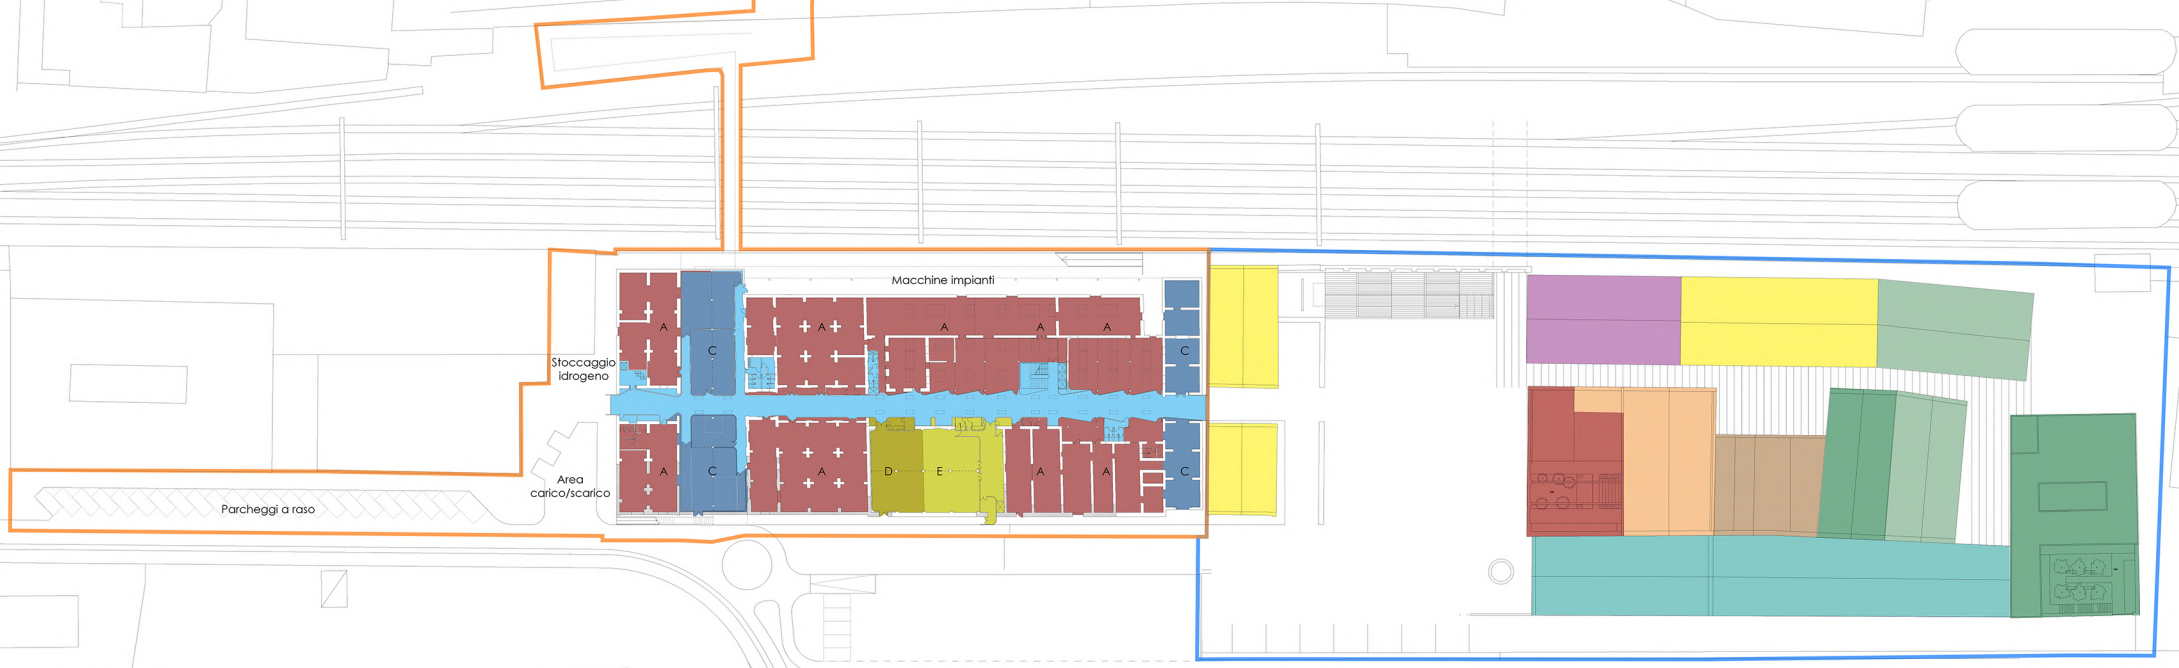 Macchine impianti
A
A
A
A
A
C
C
Stoccaggio
idrogeno
A
C
A
D
E
A
A
C
Area
carico/scarico
Parcheggi a raso